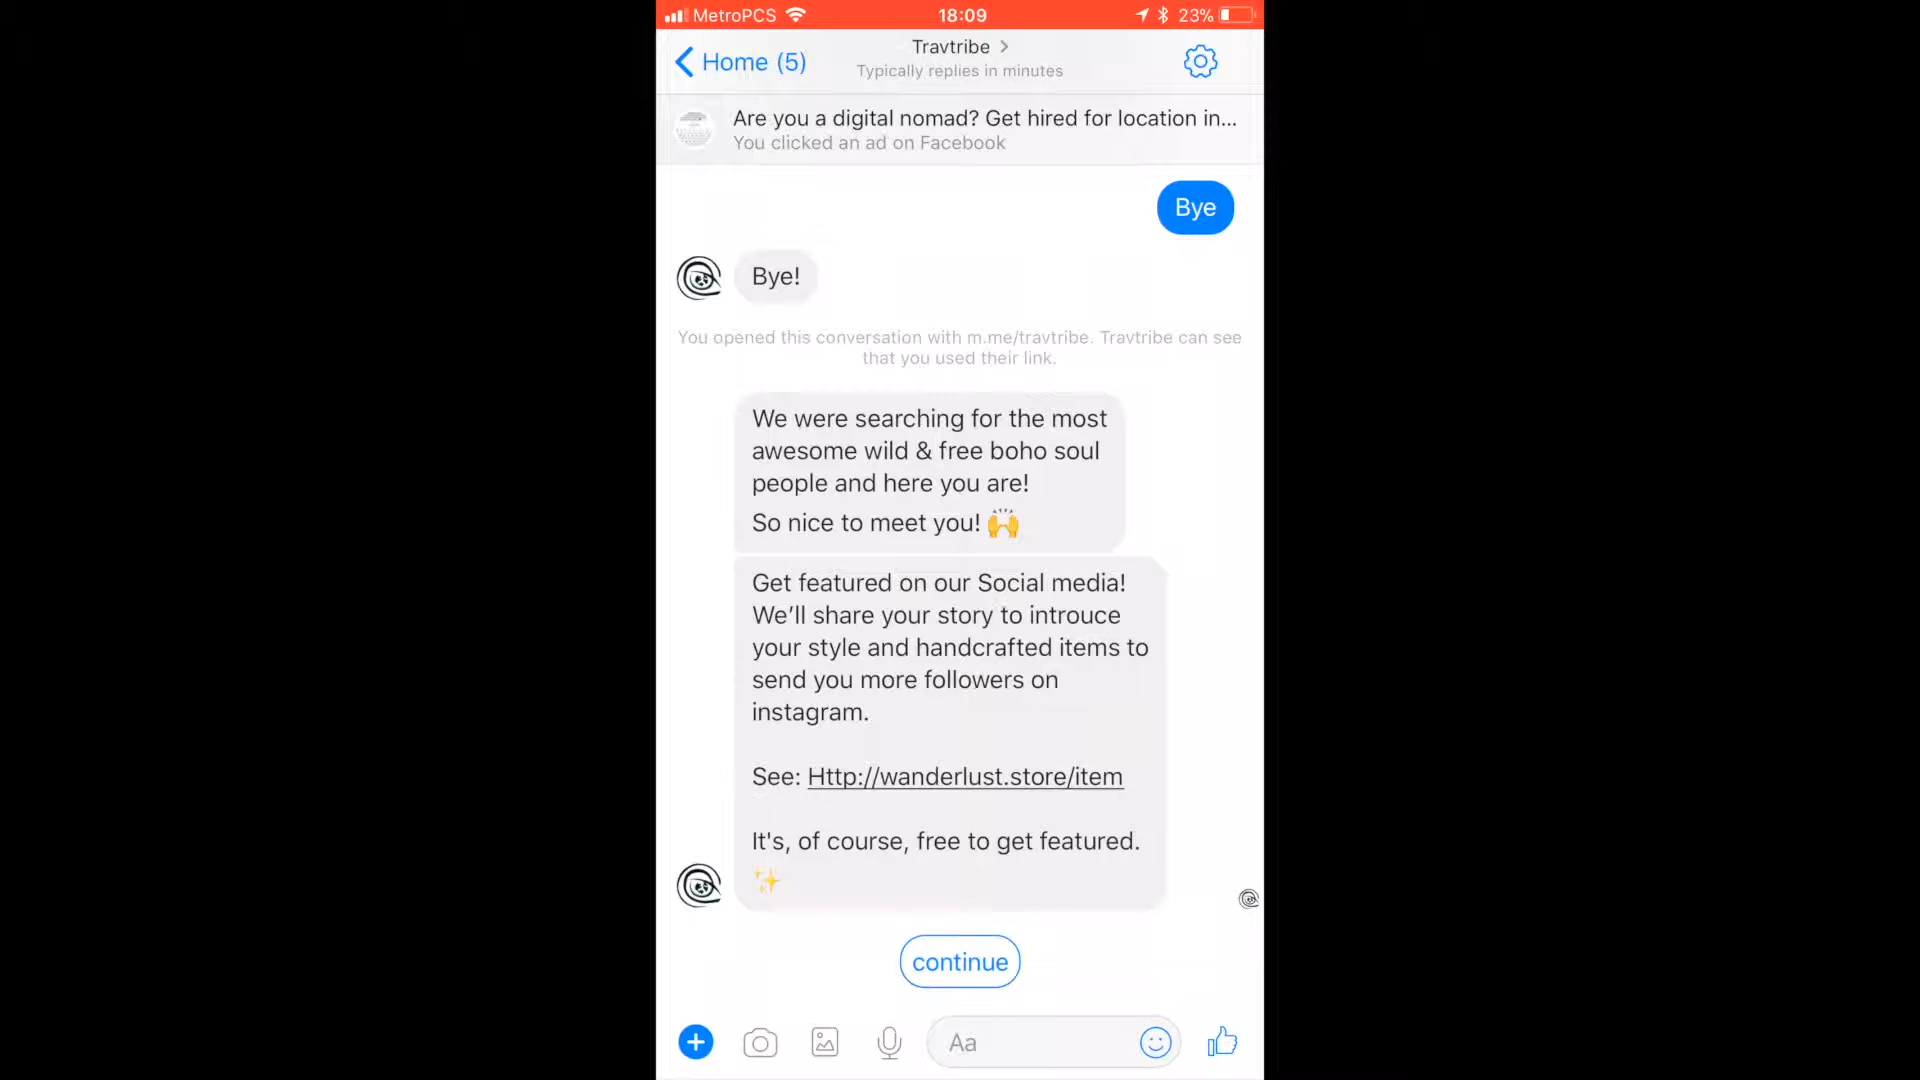 MetroPCS 18:09 23%
Home (5)
Travtribe
Typically replies in minutes
Are you a digital nomad? Get hired for location in...
You clicked an ad on Facebook
Bye
Bye!
You opened this conversation with m.me/travtribe. Travtribe can see
that you used their link.
We were searching for the most
awesome wild & free boho soul
people and here you are!
So nice to meet you! 🙌
Get featured on our Social media!
We’ll share your story to introuce
your style and handcrafted items to
send you more followers on
instagram.
See: Http://wanderlust.store/item
It's, of course, free to get featured.
✨
continue
Aa